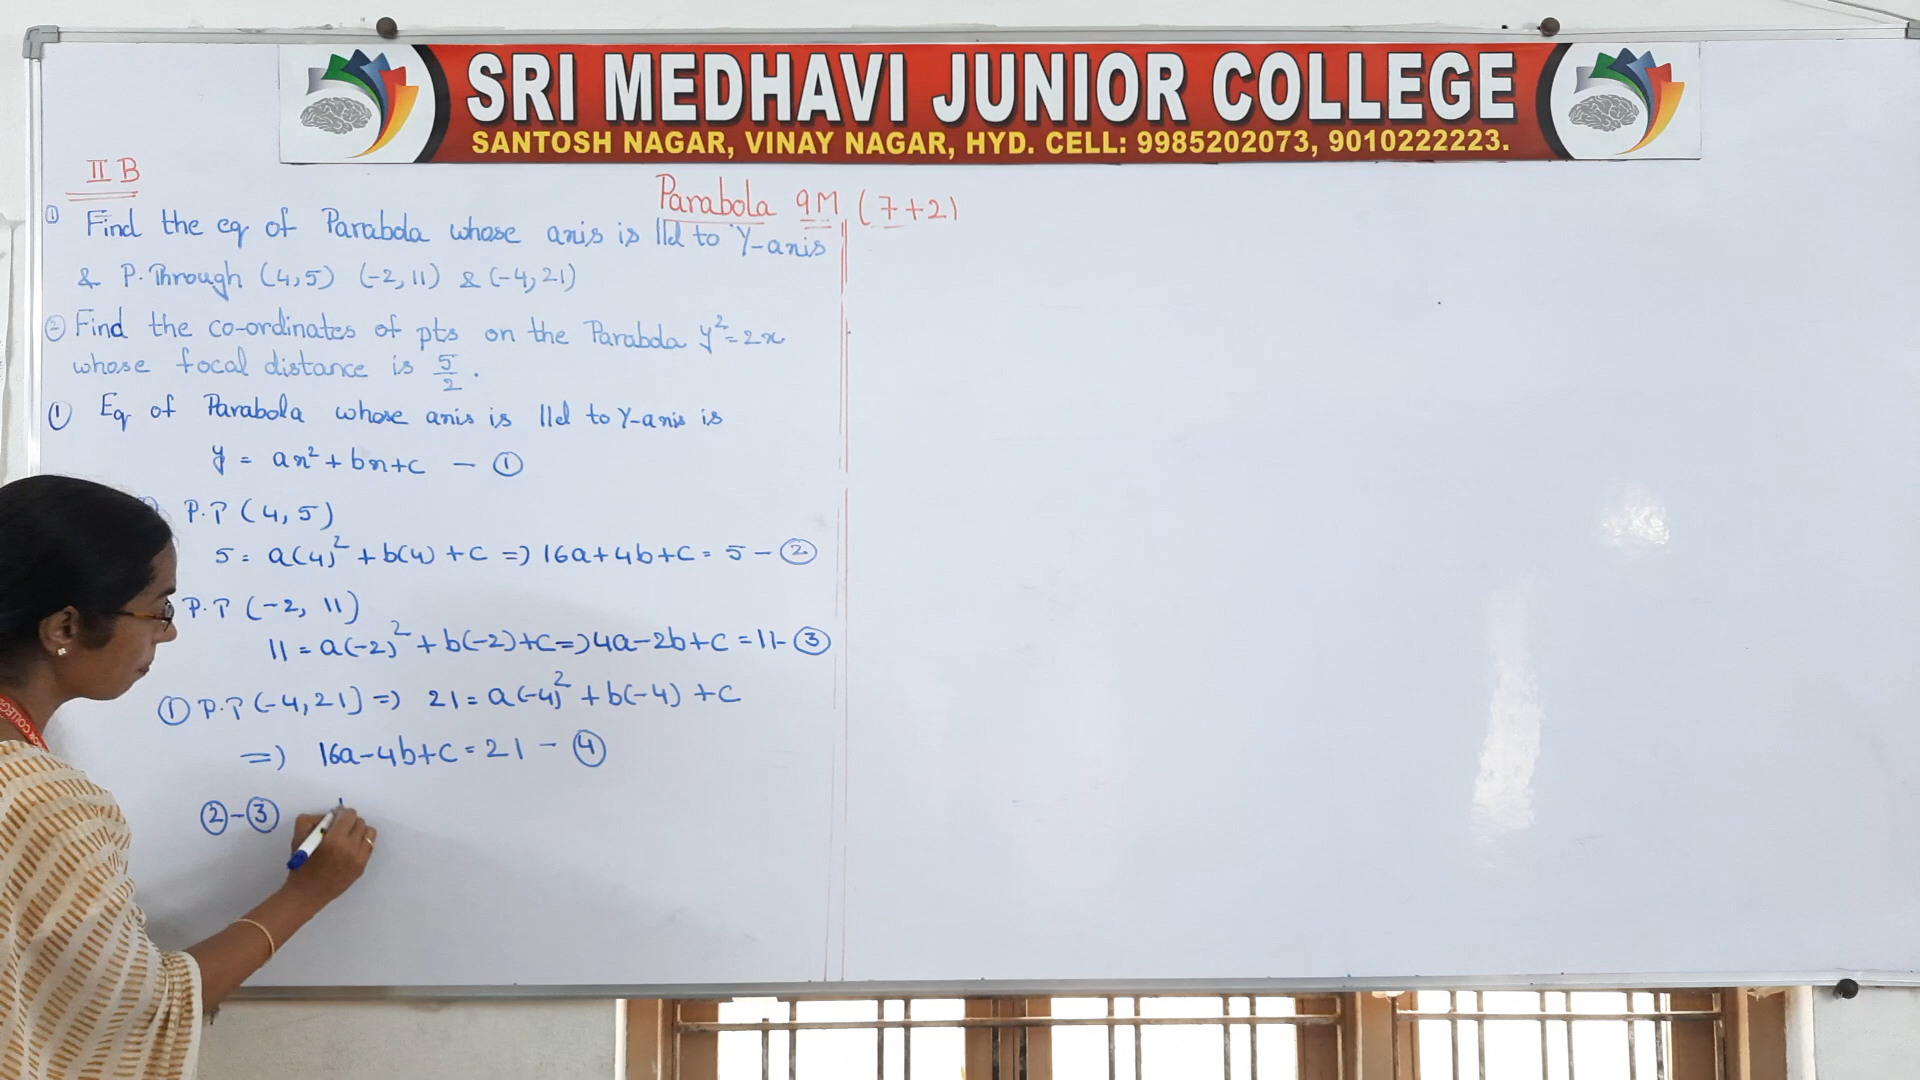 SRI MEDHAVI JUNIOR COLLEGE
SANTOSH NAGAR, VINAY NAGAR, HYD. CELL: 9985202073, 9010222223.
II B
Parabola 9M (7+2)
① Find the eq of Parabola whose axis is ||el to Y-axis
& P. Through (4,5) (-2, 11) & (-4, 21)
② Find the co-ordinates of pts on the Parabola y² = 2x
whose focal distance is 5/2 .
① Eq of Parabola whose axis is ||el to Y-axis is
y = ax² + bx + c - ①
P.P (4, 5)
5 = a(4)² + b(4) + c => 16a + 4b + c = 5 - ②
P.P (-2, 11)
11 = a(-2)² + b(-2) + c => 4a - 2b + c = 11 - ③
① P.P (-4, 21) => 21 = a(-4)² + b(-4) + c
=> 16a - 4b + c = 21 - ④
② - ③